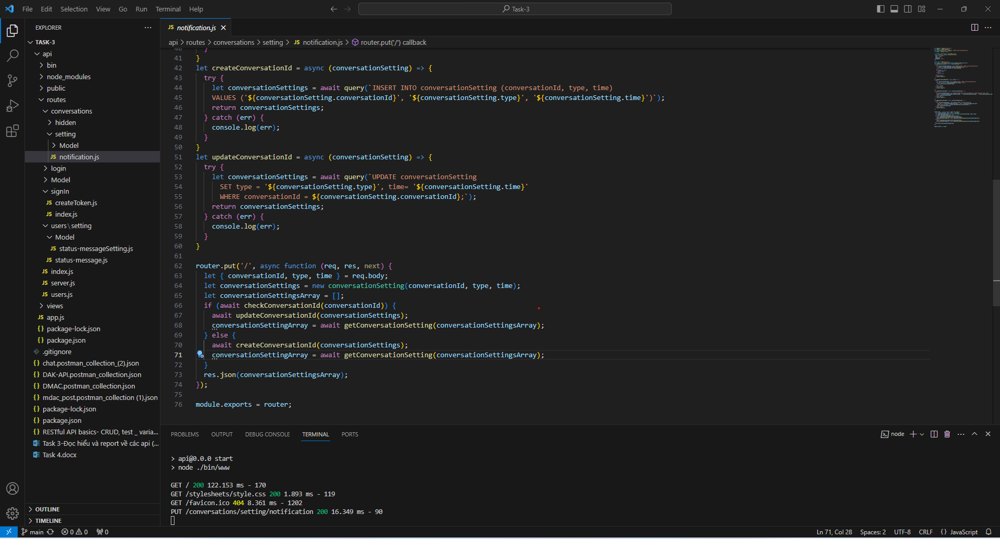 File Edit Selection View Go Run Terminal Help
Task-3
EXPLORER
TASK-3
api
bin
node_modules
public
routes
conversations
hidden
setting
Model
JS notification.js
login
Model
signIn
JS createToken.js
JS index.js
users\setting
Model
JS status-messageSetting.js
JS status-message.js
JS index.js
JS server.js
JS users.js
views
JS app.js
{} package-lock.json
{} package.json
.gitignore
{} chat.postman_collection_(2).json
{} DAK-API.postman_collection.json
{} DMAC.postman_collection.json
{} mdac_post.postman_collection (1).json
{} package-lock.json
{} package.json
{} RESTful API basics- CRUD, test _ varia...
Task 3-Đọc hiểu và report về các api (...
Task 4.docx
OUTLINE
TIMELINE
JS notification.js
api > routes > conversations > setting > JS notification.js > router.put('/') callback
40 }
41 }
42 let createConversationId = async (conversationSetting) => {
43 try {
44 let conversationSettings = await query(`INSERT INTO conversationSetting (conversationId, type, time)
45 VALUES ('${conversationSetting.conversationId}', '${conversationSetting.type}', '${conversationSetting.time}')`);
46 return conversationSettings;
47 } catch (err) {
48 console.log(err);
49 }
50 }
51 let updateConversationId = async (conversationSetting) => {
52 try {
53 let conversationSettings = await query(`UPDATE conversationSetting
54 SET type = '${conversationSetting.type}', time= '${conversationSetting.time}'
55 WHERE conversationId = ${conversationSetting.conversationId};`);
56 return conversationSettings;
57 } catch (err) {
58 console.log(err);
59 }
60 }
61
62 router.put('/', async function (req, res, next) {
63 let { conversationId, type, time } = req.body;
64 let conversationSettings = new conversationSetting(conversationId, type, time);
65 let conversationSettingsArray = [];
66 if (await checkConversationId(conversationId)) {
67 await updateConversationId(conversationSettings);
68 conversationSettingArray = await getConversationSetting(conversationSettingsArray);
69 } else {
70 await createConversationId(conversationSettings);
71 conversationSettingArray = await getConversationSetting(conversationSettingsArray);
72 }
73 res.json(conversationSettingsArray);
74 });
75
76 module.exports = router;
PROBLEMS OUTPUT DEBUG CONSOLE TERMINAL PORTS
node
> api@0.0.0 start
> node ./bin/www
GET / 200 122.153 ms - 170
GET /stylesheets/style.css 200 1.893 ms - 119
GET /favicon.ico 404 8.361 ms - 1202
PUT /conversations/setting/notification 200 16.349 ms - 90
main 0 0 0
Ln 71, Col 28 Spaces: 2 UTF-8 CRLF {} JavaScript